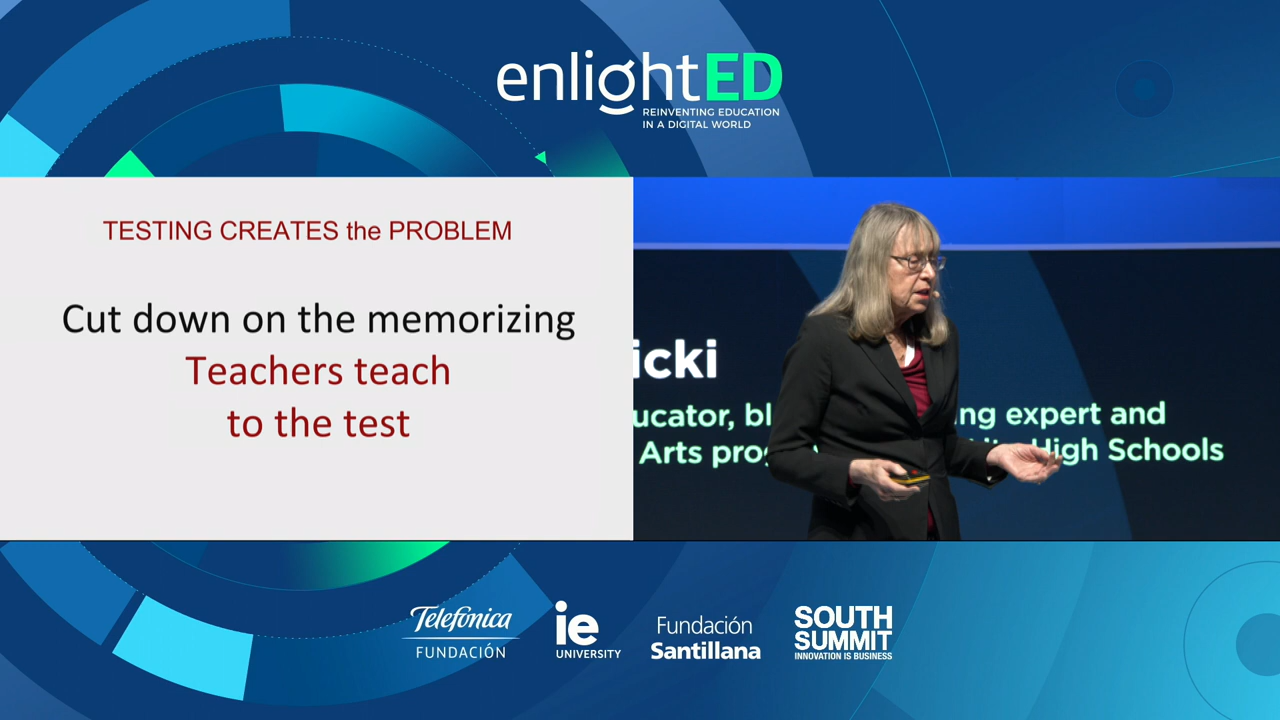 enlightED
REINVENTING EDUCATION
IN A DIGITAL WORLD
TESTING CREATES the PROBLEM
Cut down on the memorizing
Teachers teach
to the test
icki
ucator, bl ng expert and
Arts prog High Schools
Telefónica
FUNDACIÓN
ie
UNIVERSITY
Fundación
Santillana
SOUTH
SUMMIT
INNOVATION IS BUSINESS